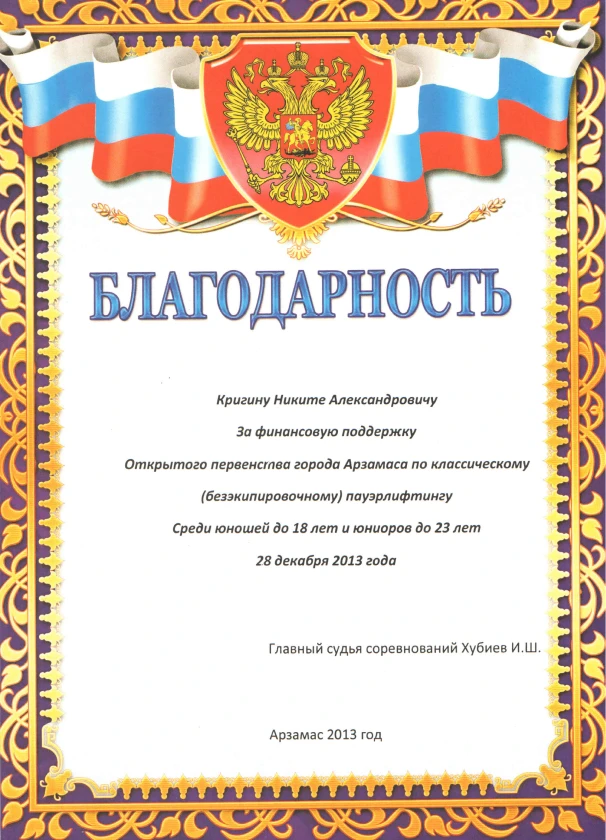 БЛАГОДАРНОСТЬ
Кригину Никите Александровичу
За финансовую поддержку
Открытого первенства города Арзамаса по классическому
(безэкипировочному) пауэрлифтингу
Среди юношей до 18 лет и юниоров до 23 лет
28 декабря 2013 года
Главный судья соревнований Хубиев И.Ш.
Арзамас 2013 год